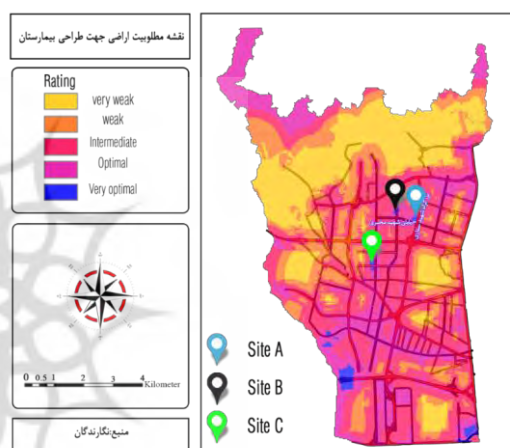 نقشه مطلوبیت اراضی جهت طراحی بیمارستان
Rating
very weak
weak
Intermediate
Optimal
Very optimal
0 0.5 1 2 3 4
Kilometer
منبع:نگارندگان
Site A
Site B
Site C